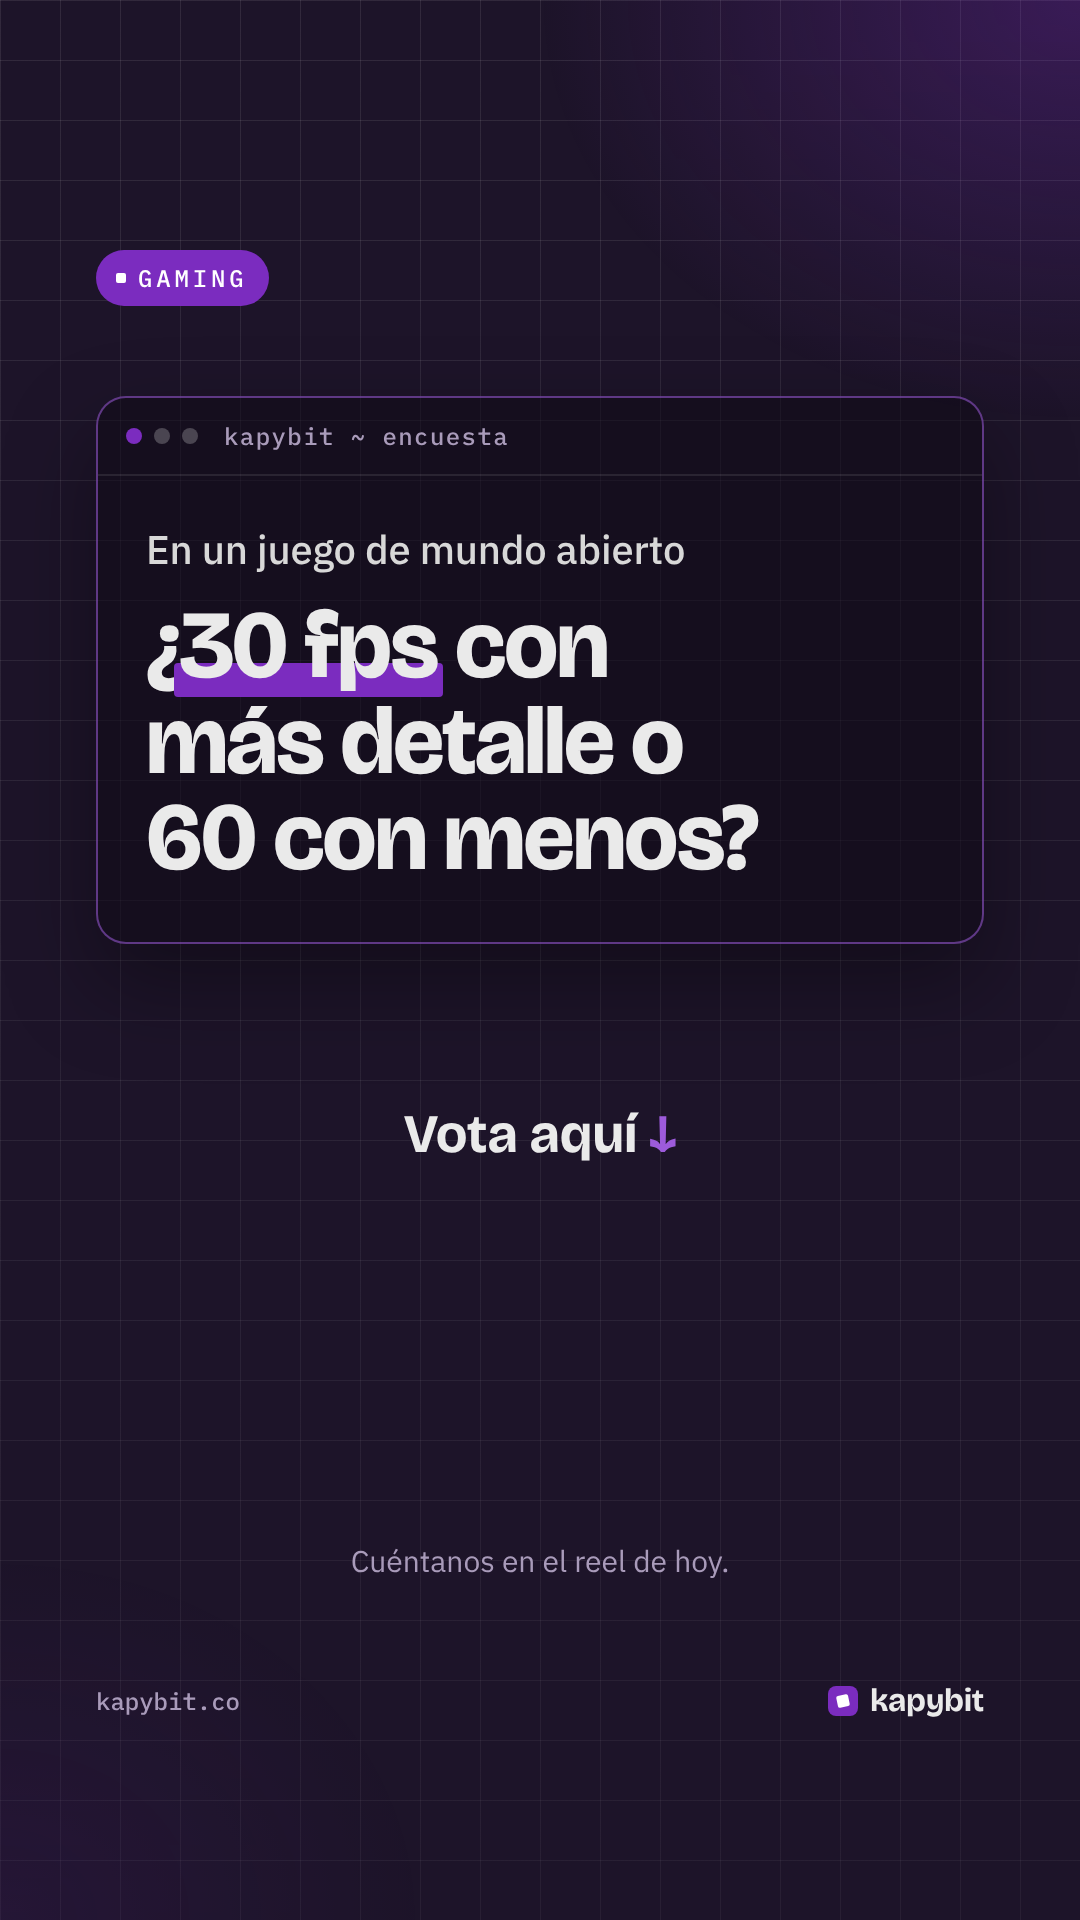 GAMING
kapybit ~ encuesta
En un juego de mundo abierto
¿30 fps con
más detalle o
60 con menos?
Vota aquí ↓
Cuéntanos en el reel de hoy.
kapybit.co
kapybit